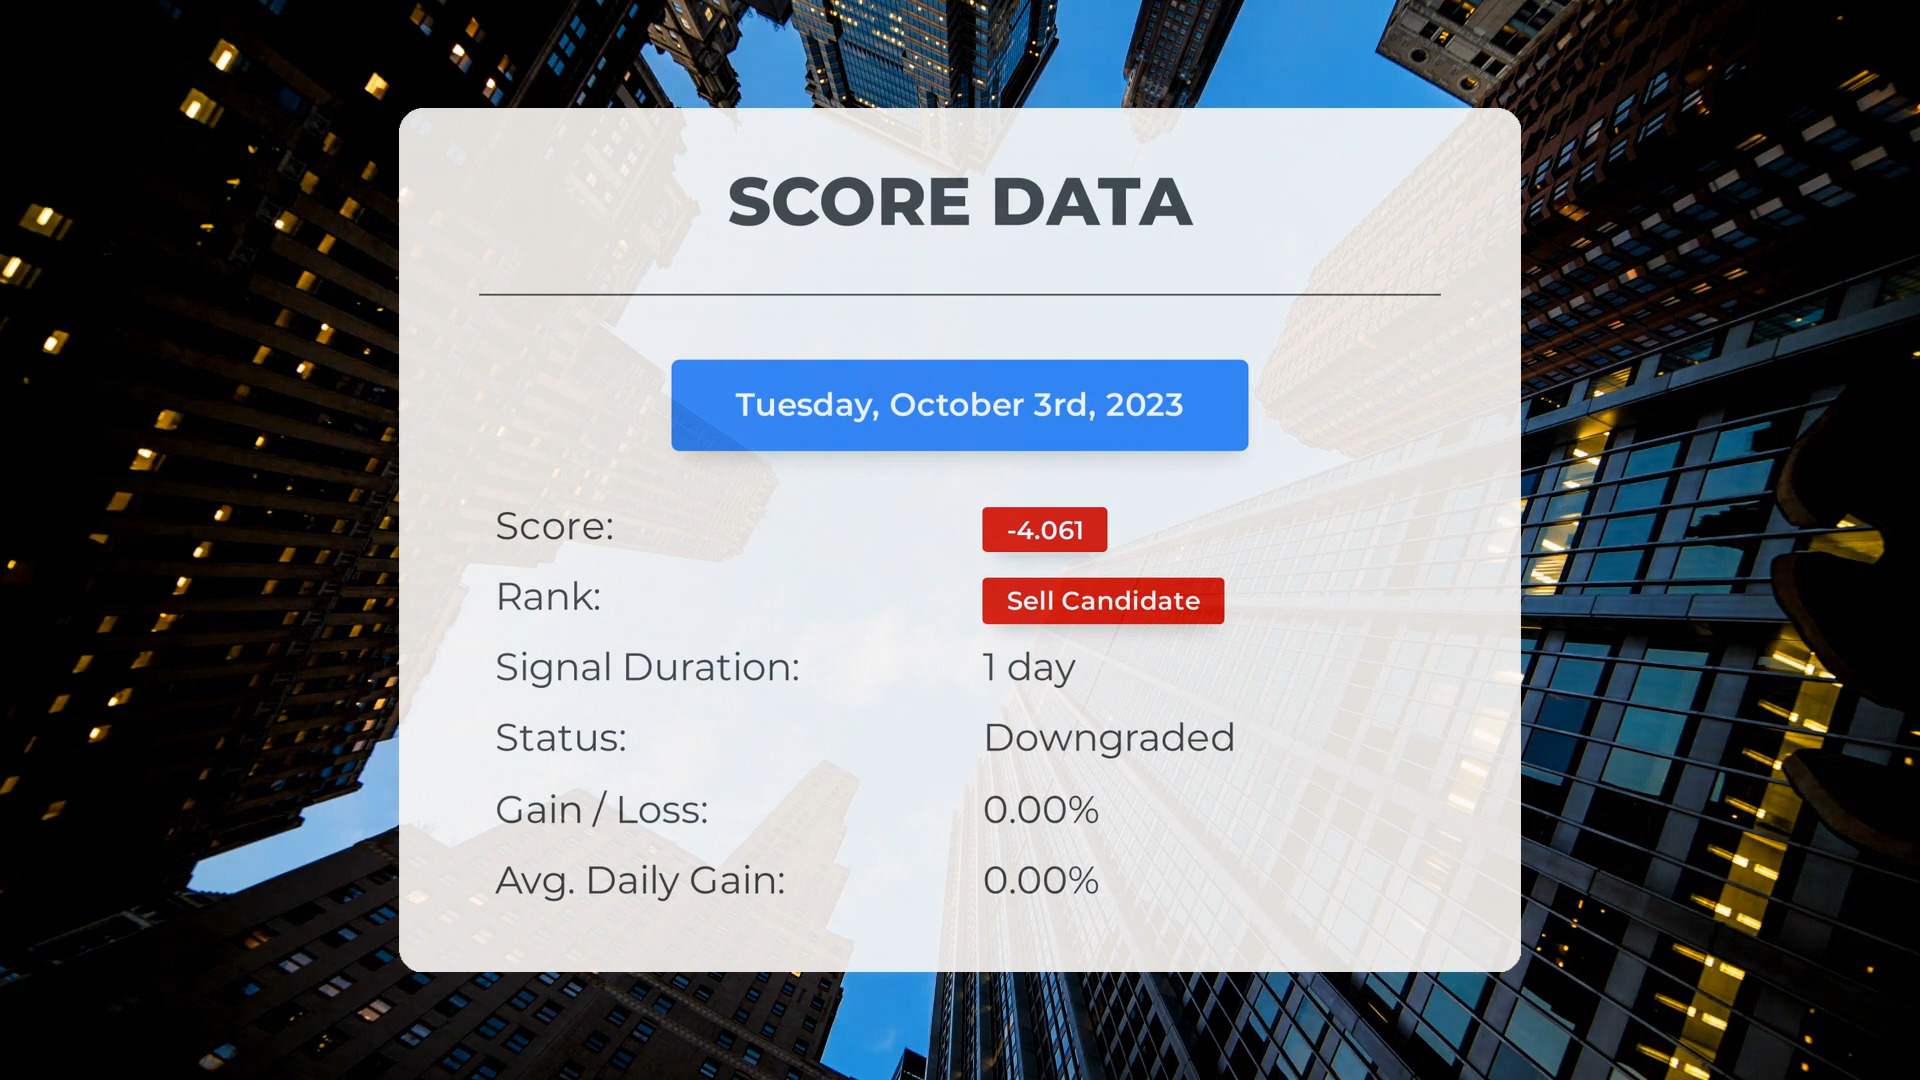 SCORE DATA
Tuesday, October 3rd, 2023
Score: -4.061
Rank: Sell Candidate
Signal Duration: 1 day
Status: Downgraded
Gain / Loss: 0.00%
Avg. Daily Gain: 0.00%